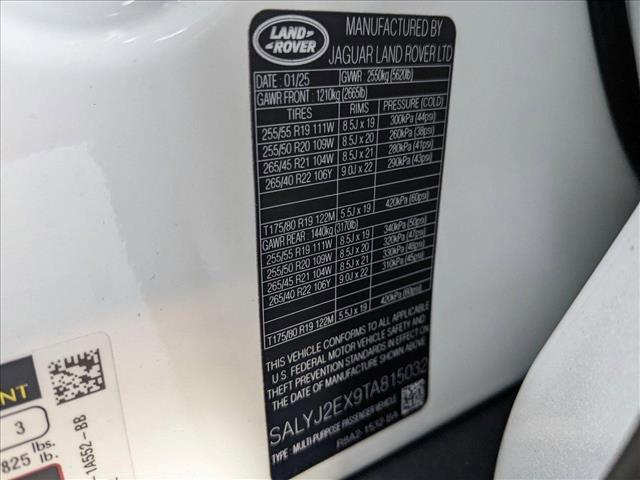 LAND
ROVER
MANUFACTURED BY
JAGUAR LAND ROVER LTD
DATE : 01/25 GVWR : 2550kg (5620lb)
GAWR FRONT : 1210kg (2665lb)
TIRES RIMS PRESSURE (COLD)
255/55 R19 111W 8.5J x 19 300kPa (44psi)
255/50 R20 109W 8.5J x 20 260kPa (38psi)
265/45 R21 104W 8.5J x 21 280kPa (41psi)
265/40 R22 106Y 9.0J x 22 290kPa (43psi)
T175/80 R19 122M 5.5J x 19 420kPa (60psi)
GAWR REAR : 1440kg (3170lb)
255/55 R19 111W 8.5J x 19 340kPa (50psi)
255/50 R20 109W 8.5J x 20 320kPa (47psi)
265/45 R21 104W 8.5J x 21 330kPa (48psi)
265/40 R22 106Y 9.0J x 22 310kPa (45psi)
T175/80 R19 122M 5.5J x 19 420kPa (60psi)
THIS VEHICLE CONFORMS TO ALL APPLICABLE
U.S. FEDERAL MOTOR VEHICLE SAFETY AND
THEFT PREVENTION STANDARDS IN EFFECT ON
THE DATE OF MANUFACTURE SHOWN ABOVE
SALYJ2EX9TA815032
TYPE : MULTI-PURPOSE PASSENGER VEHICLE
R8A2-1532-BA
NT
3
lbs.
825 lb.
-1A552-BB